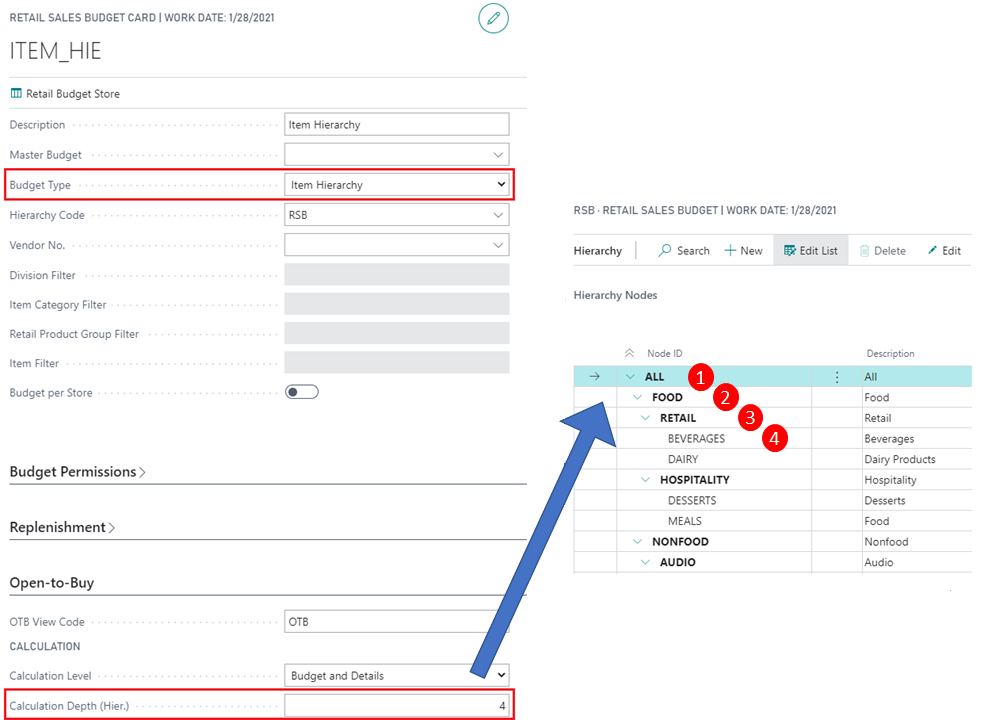 RETAIL SALES BUDGET CARD | WORK DATE: 1/28/2021
ITEM_HIE
Retail Budget Store
Description Item Hierarchy
Master Budget
Budget Type Item Hierarchy
Hierarchy Code RSB
Vendor No.
Division Filter
Item Category Filter
Retail Product Group Filter
Item Filter
Budget per Store
Budget Permissions
Replenishment
Open-to-Buy
OTB View Code OTB
CALCULATION
Calculation Level Budget and Details
Calculation Depth (Hier.) 4
RSB · RETAIL SALES BUDGET | WORK DATE: 1/28/2021
Hierarchy Search New Edit List Delete Edit
Hierarchy Nodes
Node ID Description
ALL 1 All
FOOD 2 Food
RETAIL 3 Retail
BEVERAGES 4 Beverages
DAIRY Dairy Products
HOSPITALITY Hospitality
DESSERTS Desserts
MEALS Food
NONFOOD Nonfood
AUDIO Audio